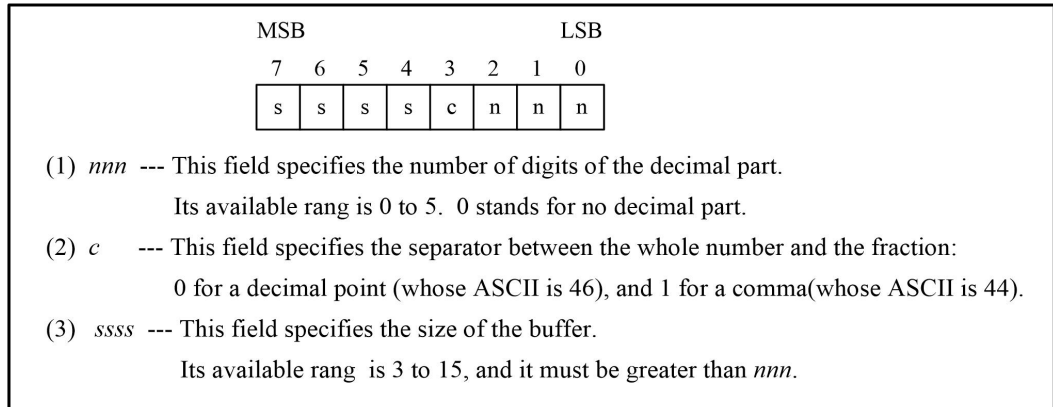 MSB LSB
7 6 5 4 3 2 1 0
s s s s c n n n
(1) nnn --- This field specifies the number of digits of the decimal part.
Its available rang is 0 to 5. 0 stands for no decimal part.
(2) c --- This field specifies the separator between the whole number and the fraction:
0 for a decimal point (whose ASCII is 46), and 1 for a comma(whose ASCII is 44).
(3) ssss --- This field specifies the size of the buffer.
Its available rang is 3 to 15, and it must be greater than nnn.